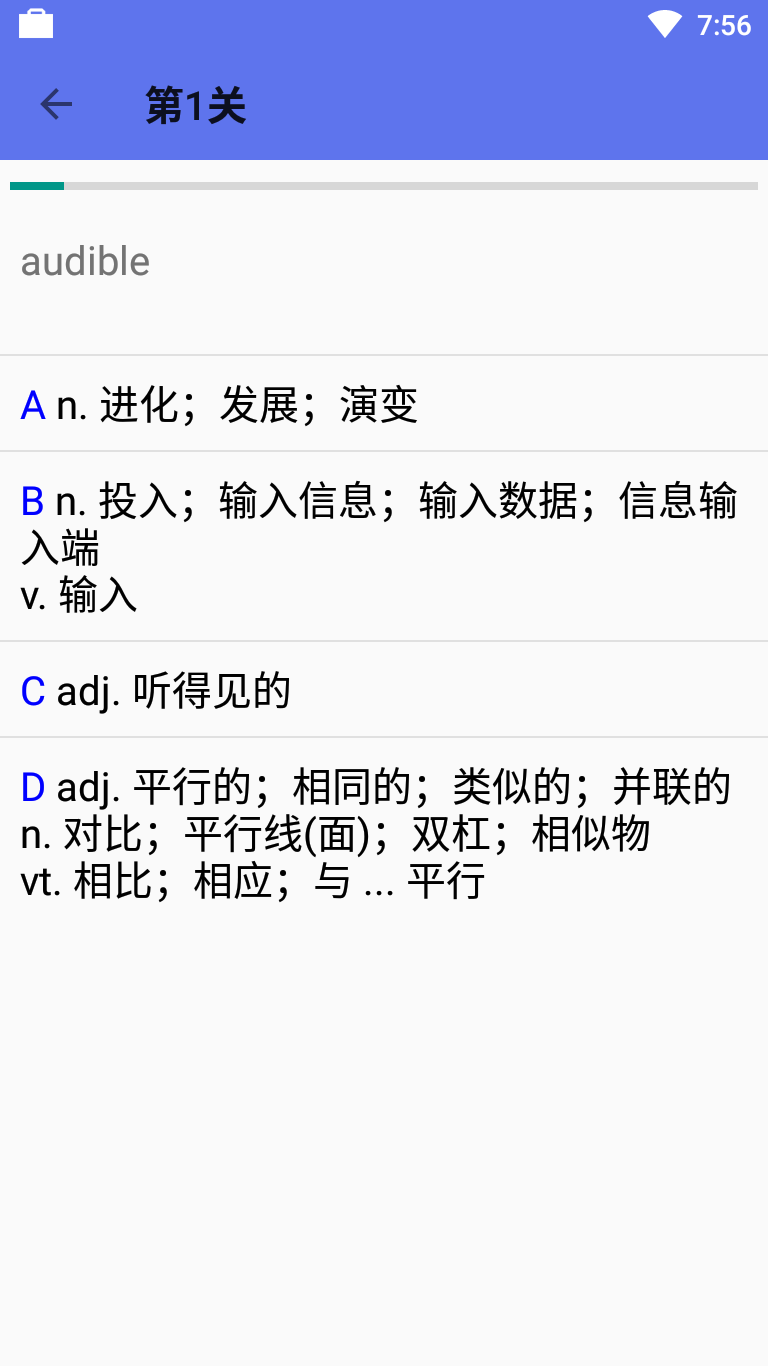 7:56
第1关
audible
A n. 进化；发展；演变
B n. 投入；输入信息；输入数据；信息输
入端
v. 输入
C adj. 听得见的
D adj. 平行的；相同的；类似的；并联的
n. 对比；平行线(面)；双杠；相似物
vt. 相比；相应；与 ... 平行